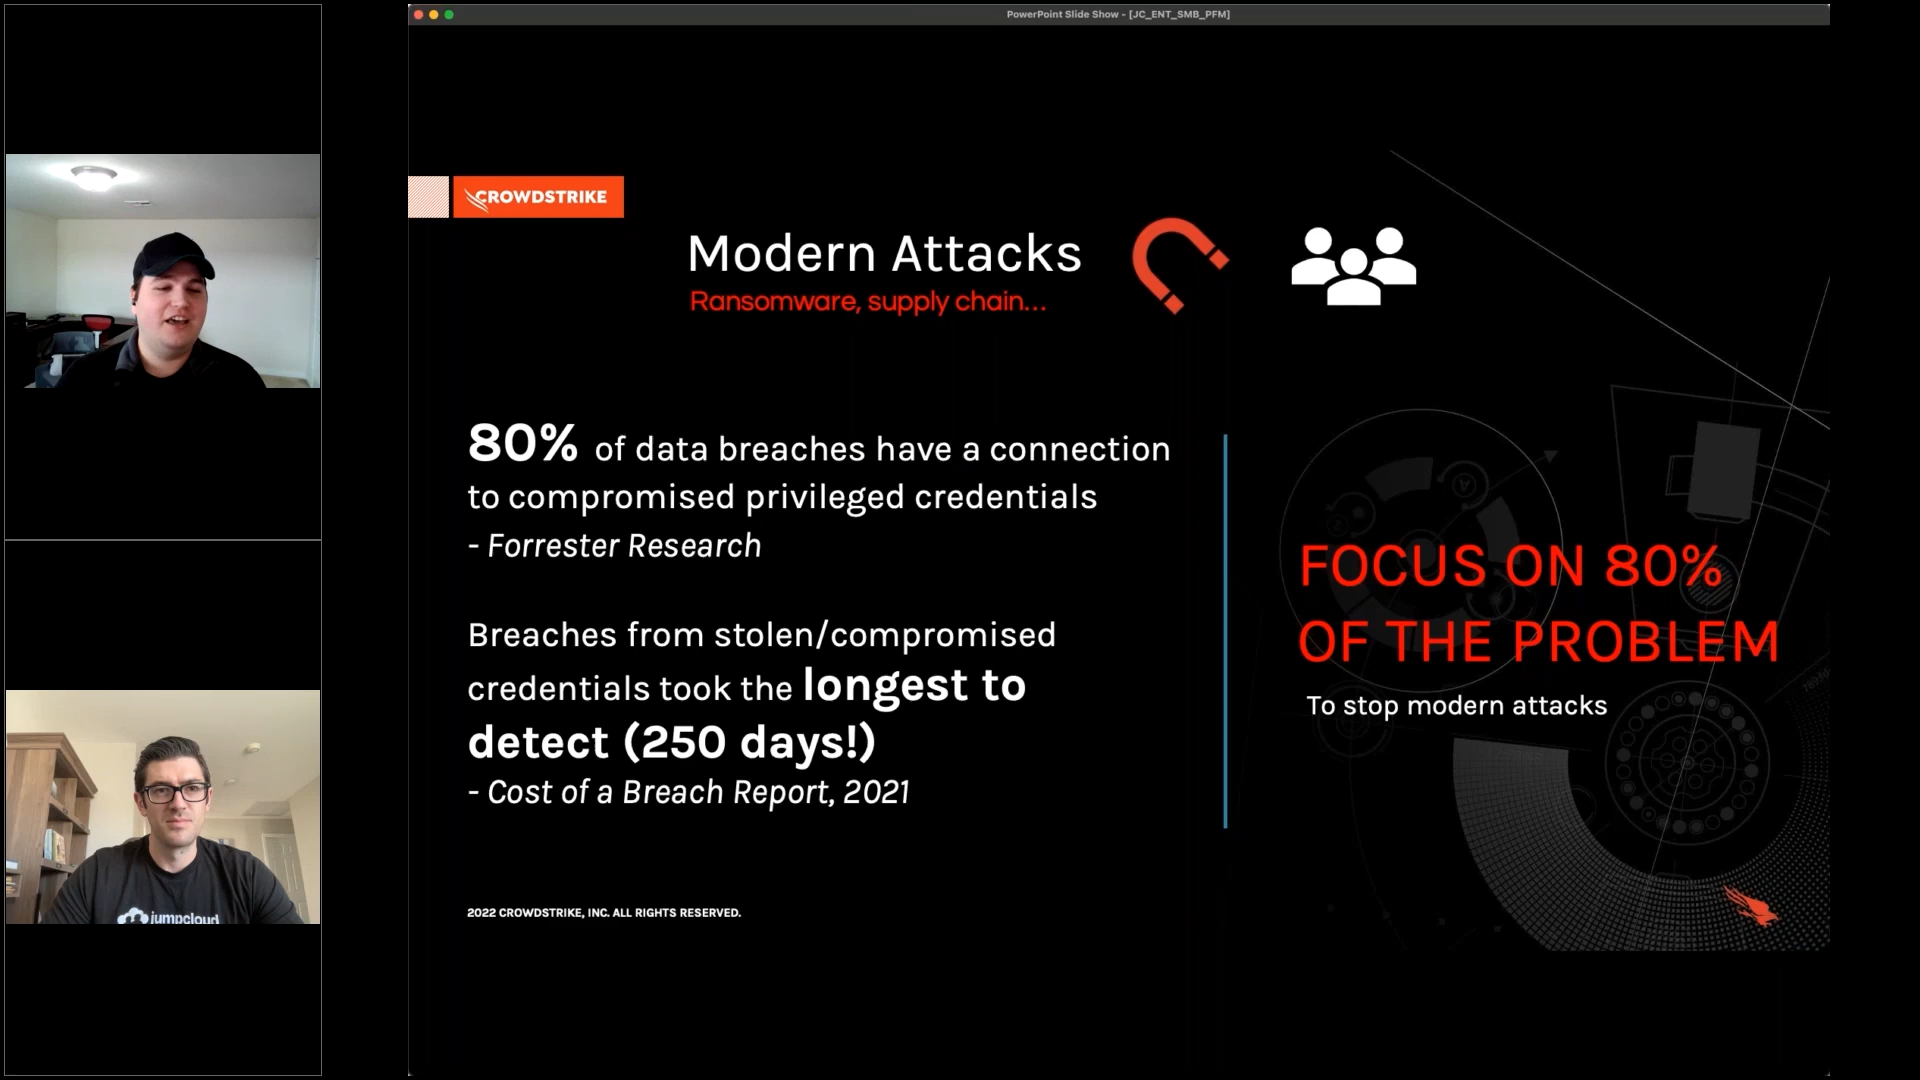 PowerPoint Slide Show - [JC_ENT_SMB_PFM]
CROWDSTRIKE
Modern Attacks
Ransomware, supply chain...
80% of data breaches have a connection
to compromised privileged credentials
- Forrester Research
Breaches from stolen/compromised
credentials took the longest to
detect (250 days!)
- Cost of a Breach Report, 2021
FOCUS ON 80%
OF THE PROBLEM
To stop modern attacks
2022 CROWDSTRIKE, INC. ALL RIGHTS RESERVED.
jumpcloud